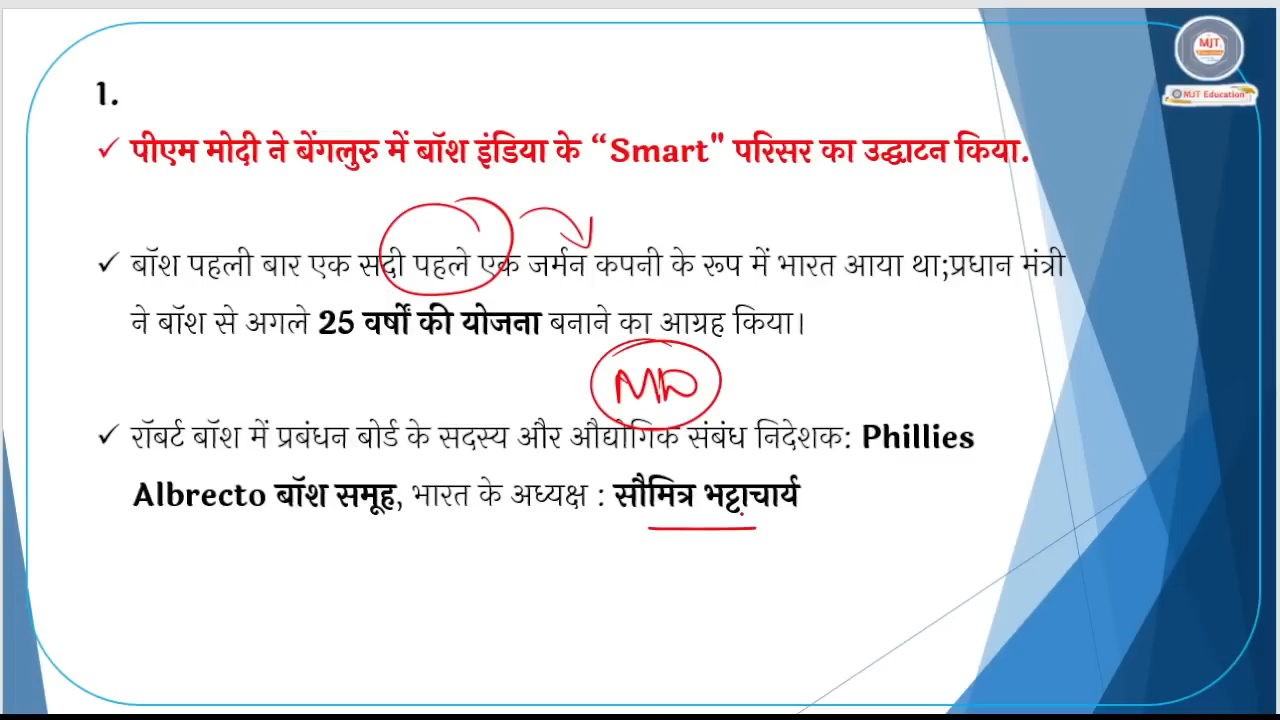 MJT
MJT Education
1.
✓ पीएम मोदी ने बेंगलुरु में बॉश इंडिया के “Smart" परिसर का उद्घाटन किया.
✓ बॉश पहली बार एक सदी पहले एक जर्मन कपनी के रूप में भारत आया था;प्रधान मंत्री
ने बॉश से अगले 25 वर्षों की योजना बनाने का आग्रह किया।
MD
✓ रॉबर्ट बॉश में प्रबंधन बोर्ड के सदस्य और औद्योगिक संबंध निदेशक: Phillies
Albrecto बॉश समूह, भारत के अध्यक्ष : सौमित्र भट्टाचार्य